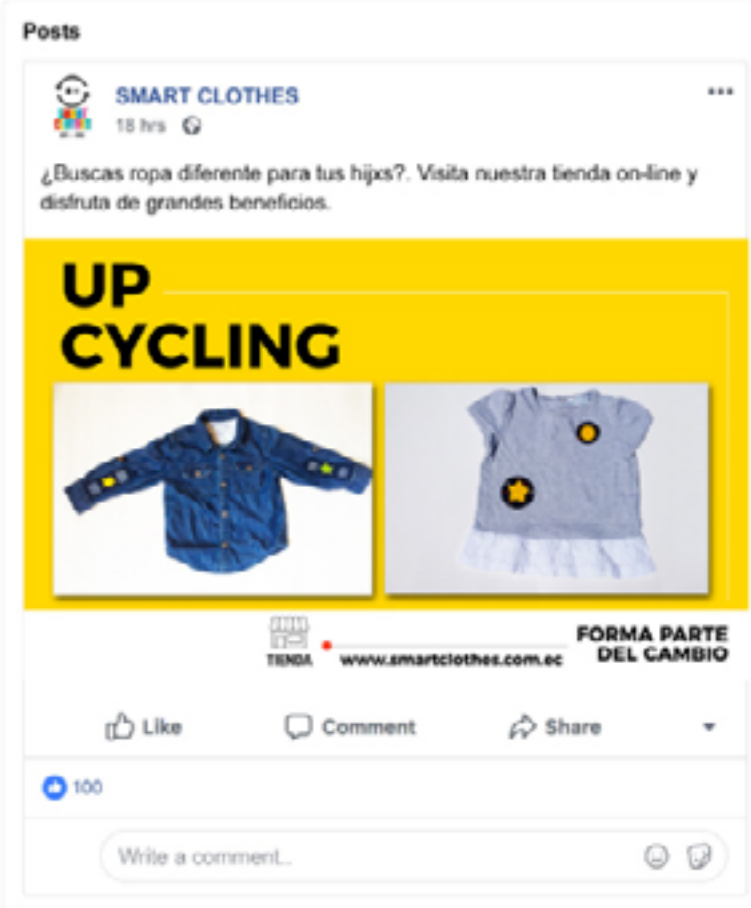 Posts
SMART CLOTHES
18 hrs
¿Buscas ropa diferente para tus hijxs?. Visita nuestra tienda on-line y
disfruta de grandes beneficios.
UP
CYCLING
TIENDA
www.smartclothes.com.ec
FORMA PARTE
DEL CAMBIO
Like
Comment
Share
100
Write a comment...